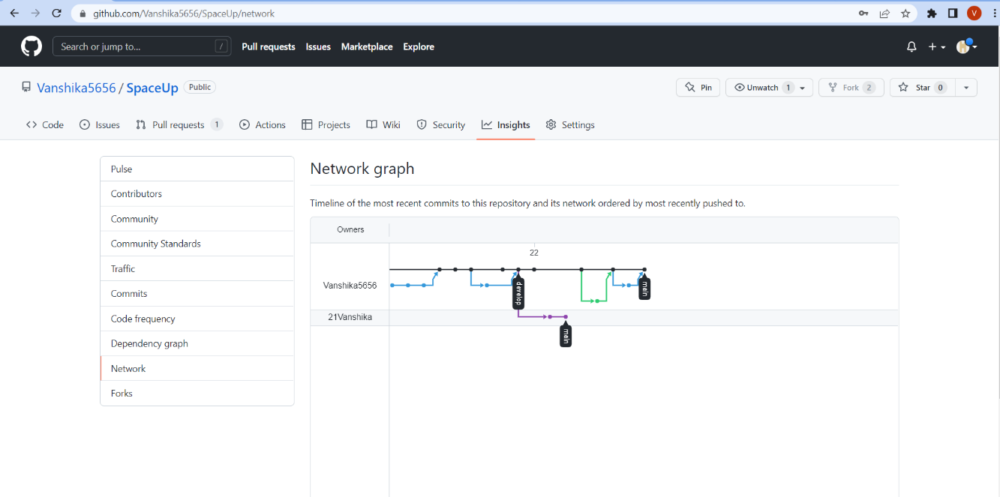 github.com/Vanshika5656/SpaceUp/network
V
Search or jump to... /
Pull requests Issues Marketplace Explore
Vanshika5656 / SpaceUp Public
Pin Unwatch 1 Fork 2 Star 0
Code Issues Pull requests 1 Actions Projects Wiki Security Insights Settings
Pulse
Contributors
Community
Community Standards
Traffic
Commits
Code frequency
Dependency graph
Network
Forks
Network graph
Timeline of the most recent commits to this repository and its network ordered by most recently pushed to.
Owners
22
Vanshika5656
develop
main
21Vanshika
main